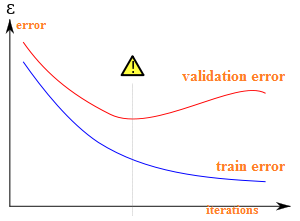 ε
error
!
validation error
train error
iterations